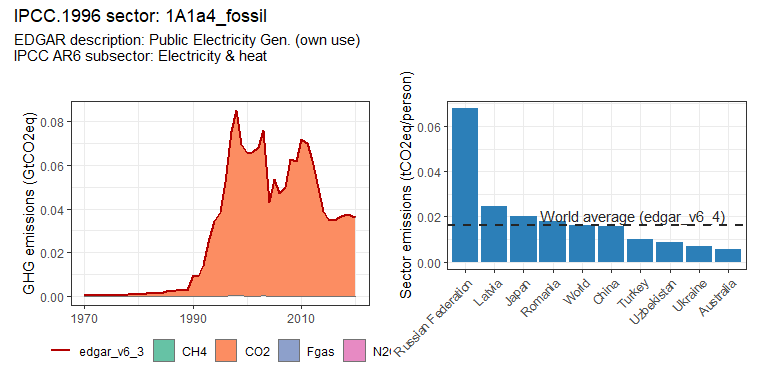 IPCC.1996 sector: 1A1a4_fossil
EDGAR description: Public Electricity Gen. (own use)
IPCC AR6 subsector: Electricity & heat
GHG emissions (GtCO2eq)
0.08
0.06
0.04
0.02
0.00
1970
1990
2010
edgar_v6_3
CH4
CO2
Fgas
N2
Sector emissions (tCO2eq/person)
0.06
0.04
0.02
0.00
World average (edgar_v6_4)
Russian Federation
Latvia
Japan
Romania
World
China
Turkey
Uzbekistan
Ukraine
Australia